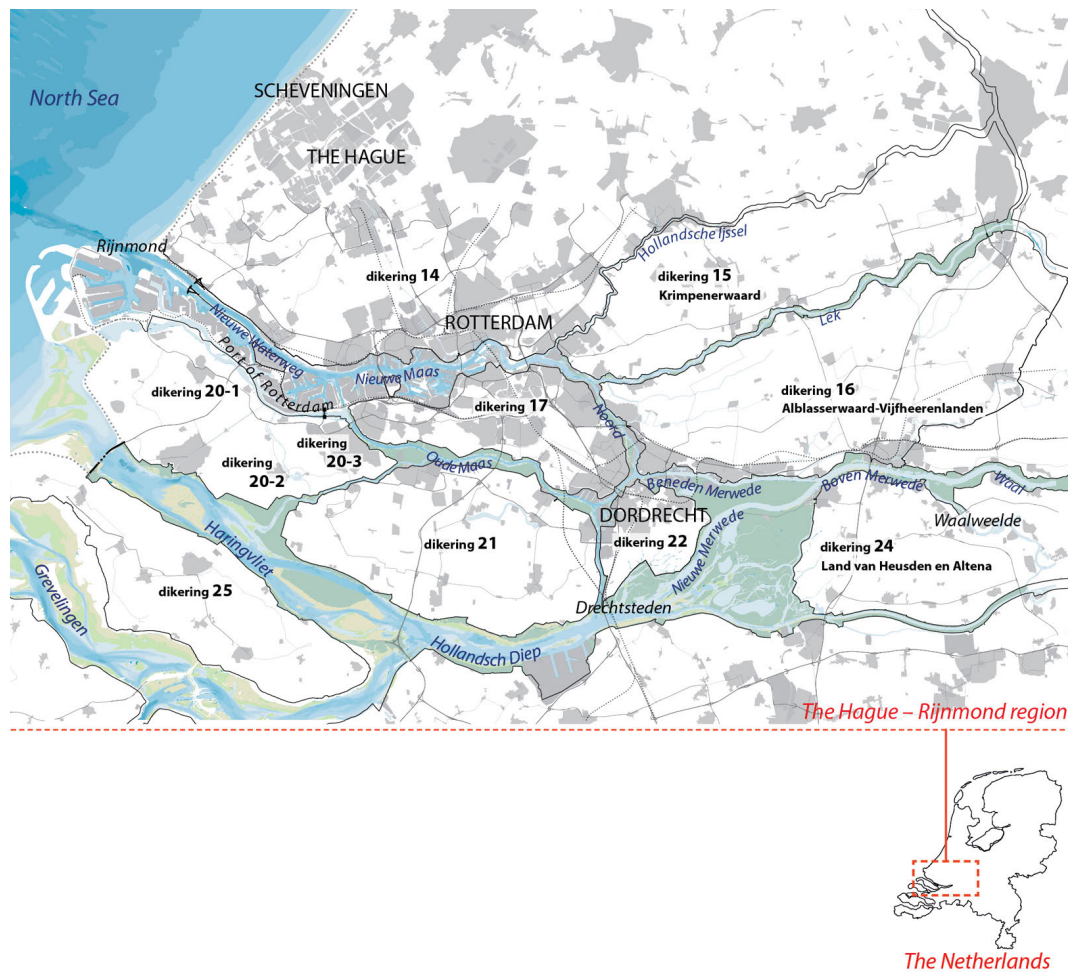 North Sea
SCHEVENINGEN
THE HAGUE
Rijnmond
Hollandsche Ijssel
dikering 14
dikering 15
Krimpenerwaard
Nieuwe Waterweg
ROTTERDAM
Lek
Port of Rotterdam
Nieuwe Maas
dikering 20-1
dikering 17
dikering 16
Alblasserwaard-Vijfheerenlanden
Noord
dikering
20-3
dikering
20-2
Oude Maas
Beneden Merwede
Boven Merwede
Waal
DORDRECHT
Waalweelde
Haringvliet
dikering 21
dikering 22
Nieuwe Merwede
dikering 24
Land van Heusden en Altena
Grevelingen
dikering 25
Drechtsteden
Hollandsch Diep
The Hague – Rijnmond region
The Netherlands